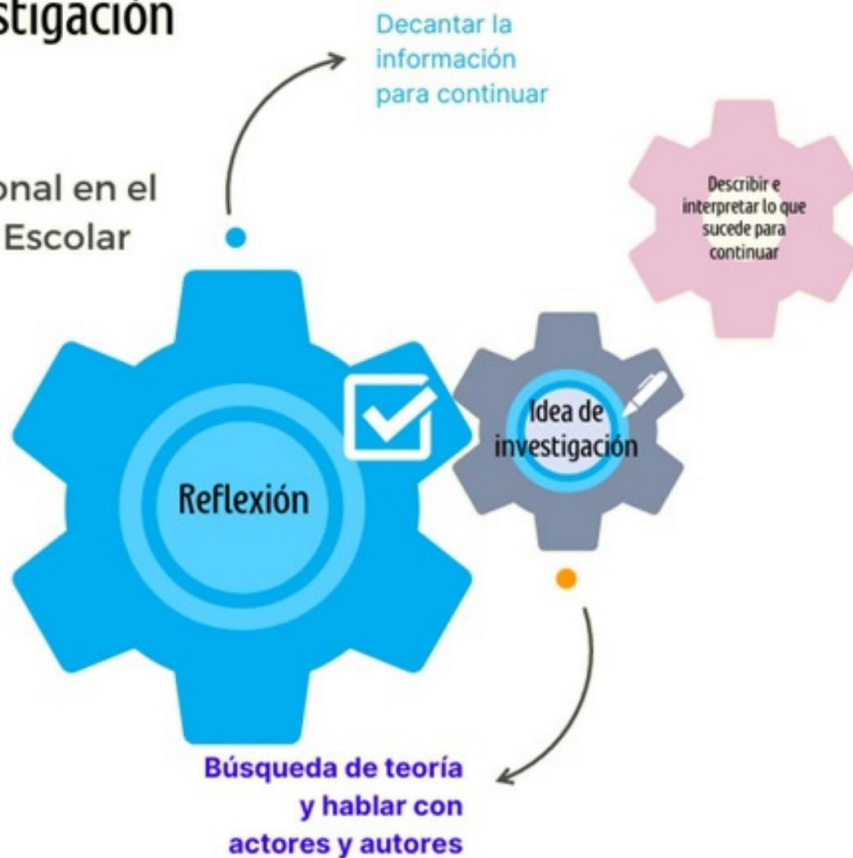 stigación
Decantar la
información
para continuar
onal en el
Escolar
Describir e
interpretar lo que
sucede para
continuar
Idea de
investigación
Reflexión
Búsqueda de teoría
y hablar con
actores y autores